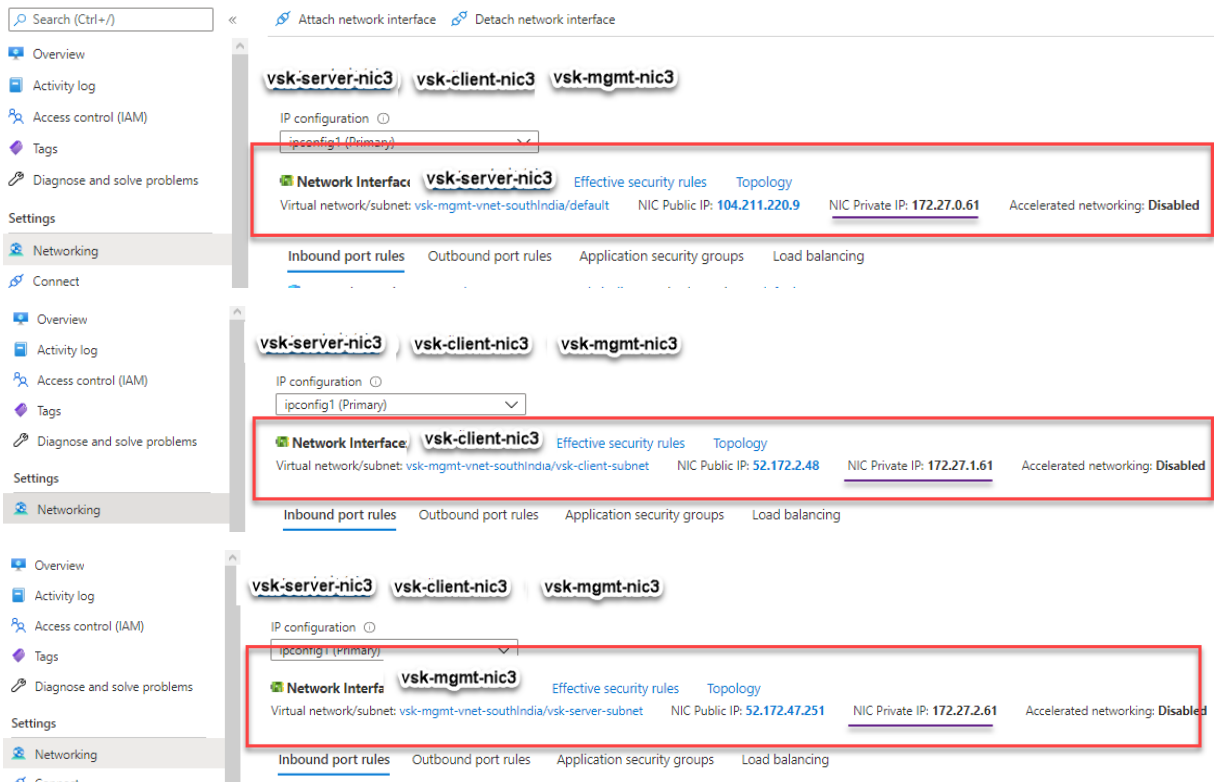 Search (Ctrl+/)
«
Attach network interface
Detach network interface
Overview
Activity log
Access control (IAM)
Tags
Diagnose and solve problems
Settings
Networking
Connect
vsk-server-nic3
vsk-client-nic3
vsk-mgmt-nic3
IP configuration
ipconfig1 (Primary)
Network Interface vsk-server-nic3 Effective security rules Topology
Virtual network/subnet: vsk-mgmt-vnet-southIndia/default NIC Public IP: 104.211.220.9 NIC Private IP: 172.27.0.61 Accelerated networking: Disabled
Inbound port rules Outbound port rules Application security groups Load balancing
Overview
Activity log
Access control (IAM)
Tags
Diagnose and solve problems
Settings
Networking
vsk-server-nic3
vsk-client-nic3
vsk-mgmt-nic3
IP configuration
ipconfig1 (Primary)
Network Interface: vsk-client-nic3 Effective security rules Topology
Virtual network/subnet: vsk-mgmt-vnet-southIndia/vsk-client-subnet NIC Public IP: 52.172.2.48 NIC Private IP: 172.27.1.61 Accelerated networking: Disabled
Inbound port rules Outbound port rules Application security groups Load balancing
Overview
Activity log
Access control (IAM)
Tags
Diagnose and solve problems
Settings
Networking
vsk-server-nic3
vsk-client-nic3
vsk-mgmt-nic3
IP configuration
ipconfig1 (Primary)
Network Interfa vsk-mgmt-nic3 Effective security rules Topology
Virtual network/subnet: vsk-mgmt-vnet-southIndia/vsk-server-subnet NIC Public IP: 52.172.47.251 NIC Private IP: 172.27.2.61 Accelerated networking: Disabled
Inbound port rules Outbound port rules Application security groups Load balancing